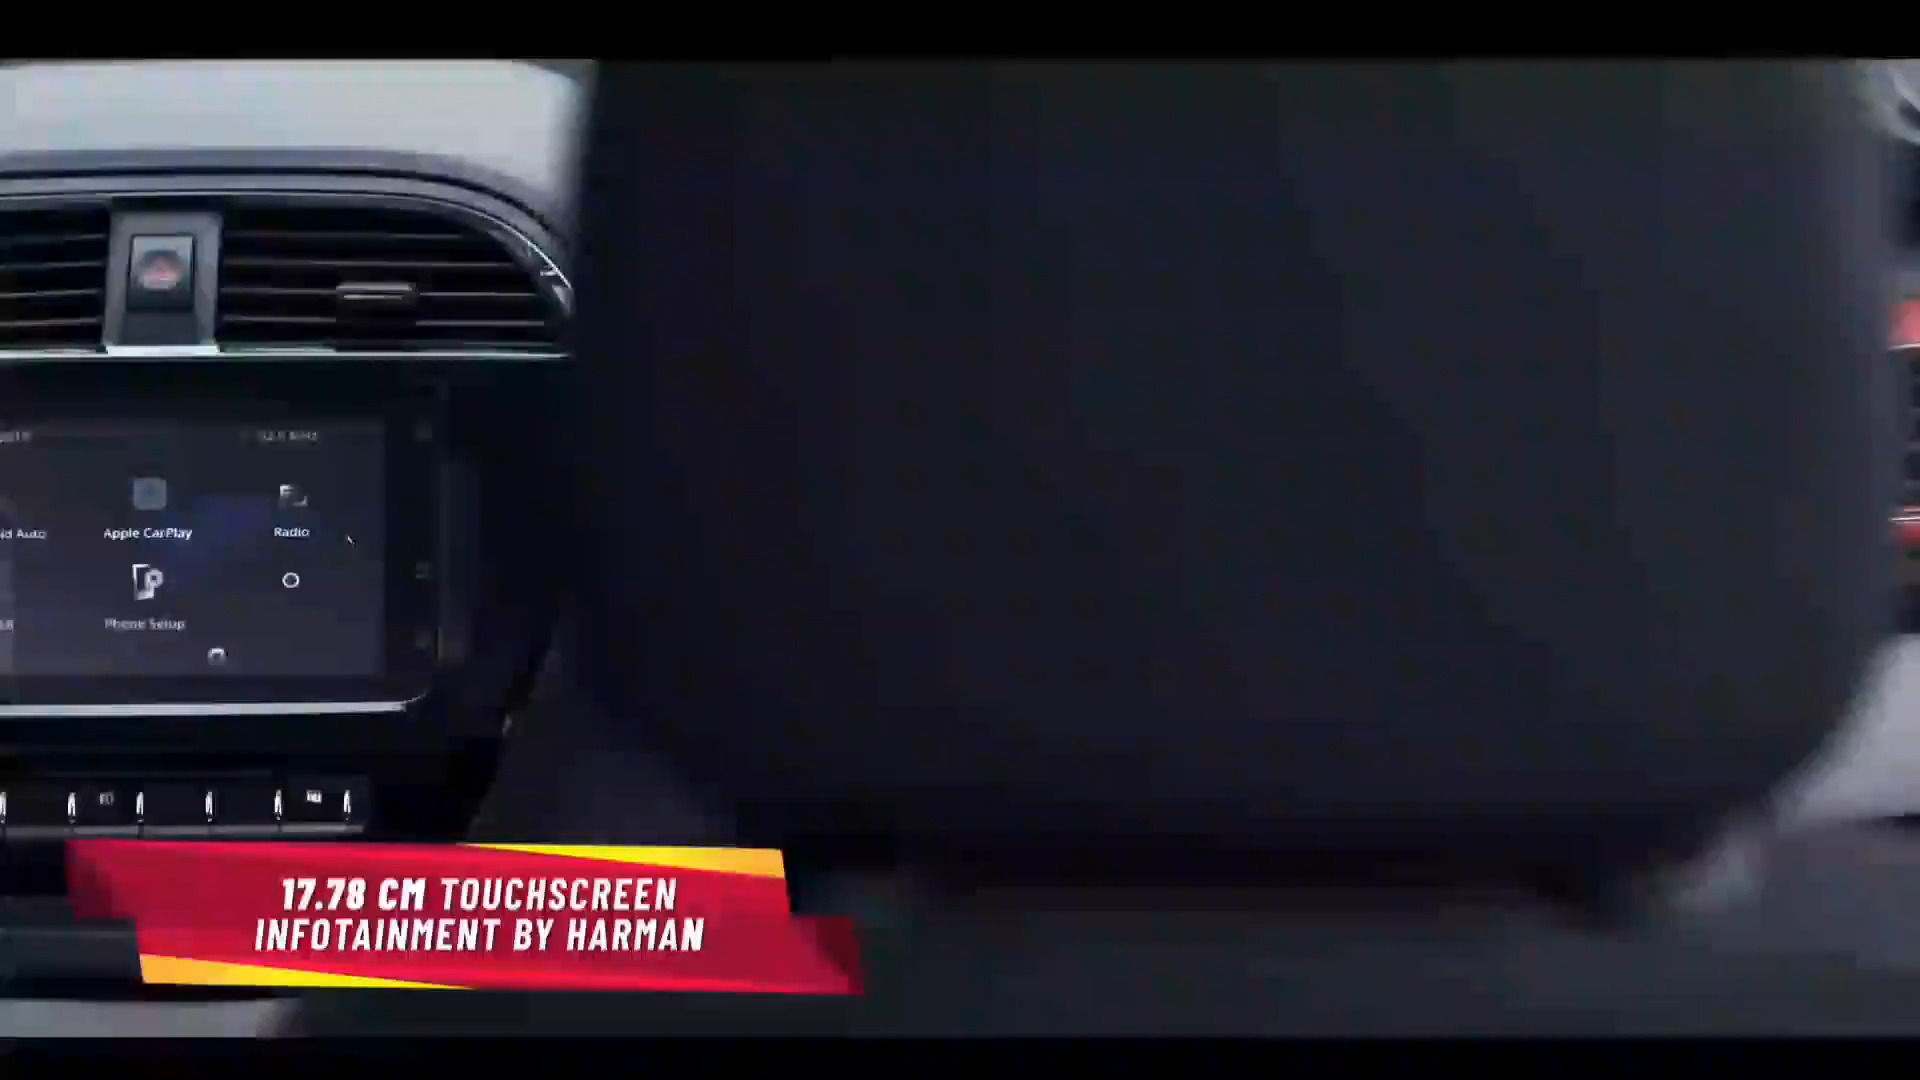 id Auto
Apple CarPlay
Radio
Phone Setup
17.78 CM TOUCHSCREEN
INFOTAINMENT BY HARMAN